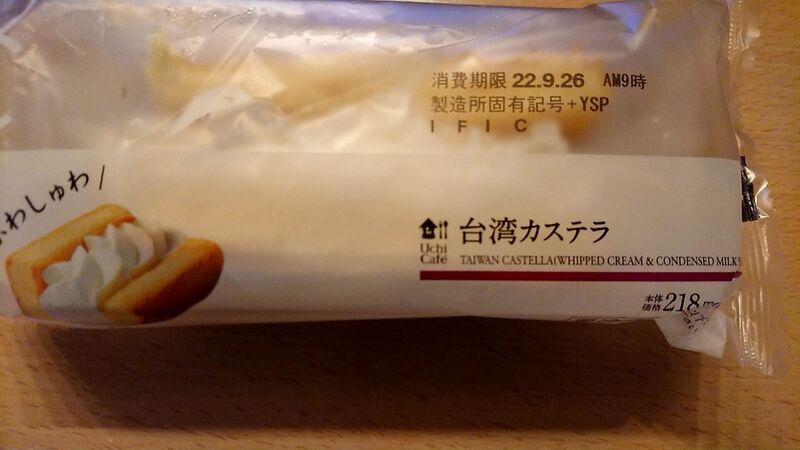 消費期限 22.9.26 AM9時
製造所固有記号+YSP
I F I C
わしゅわ
Uchi
Café
台湾カステラ
TAIWAN CASTELLA(WHIPPED CREAM & CONDENSED MILK
本体
価格 218